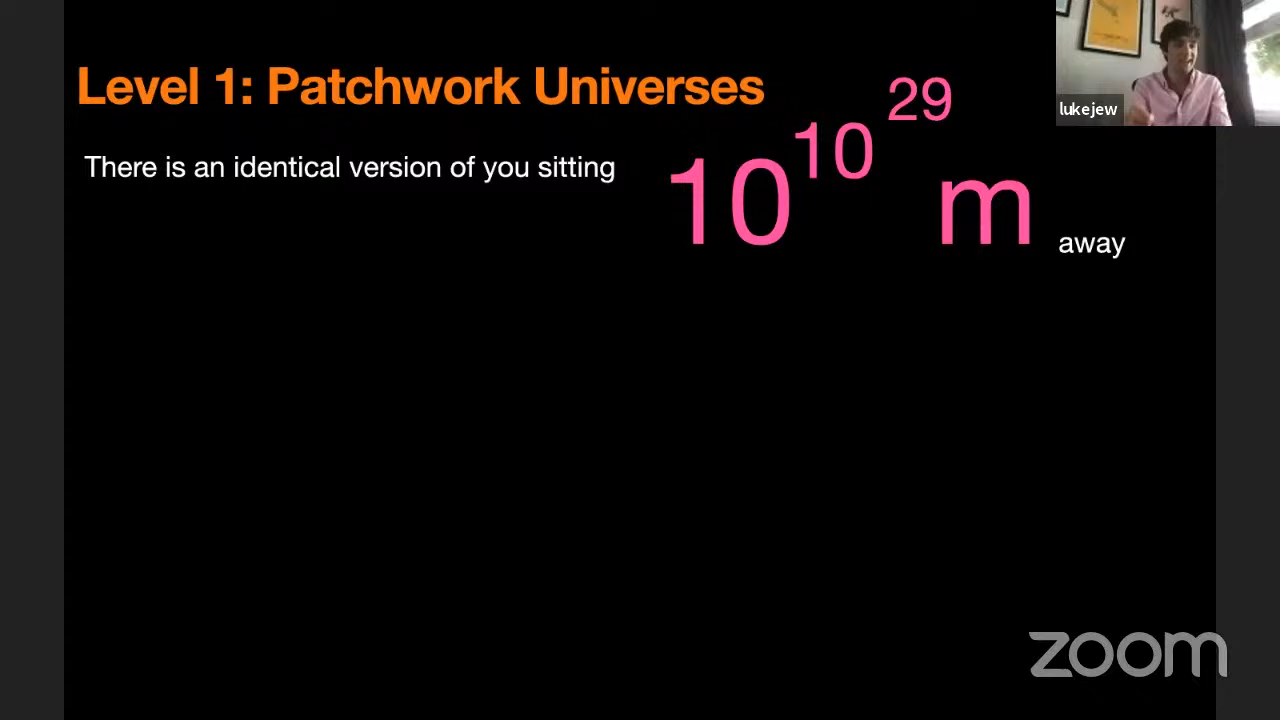 Level 1: Patchwork Universes
There is an identical version of you sitting
10^10^29 m
away
lukejew
zoom